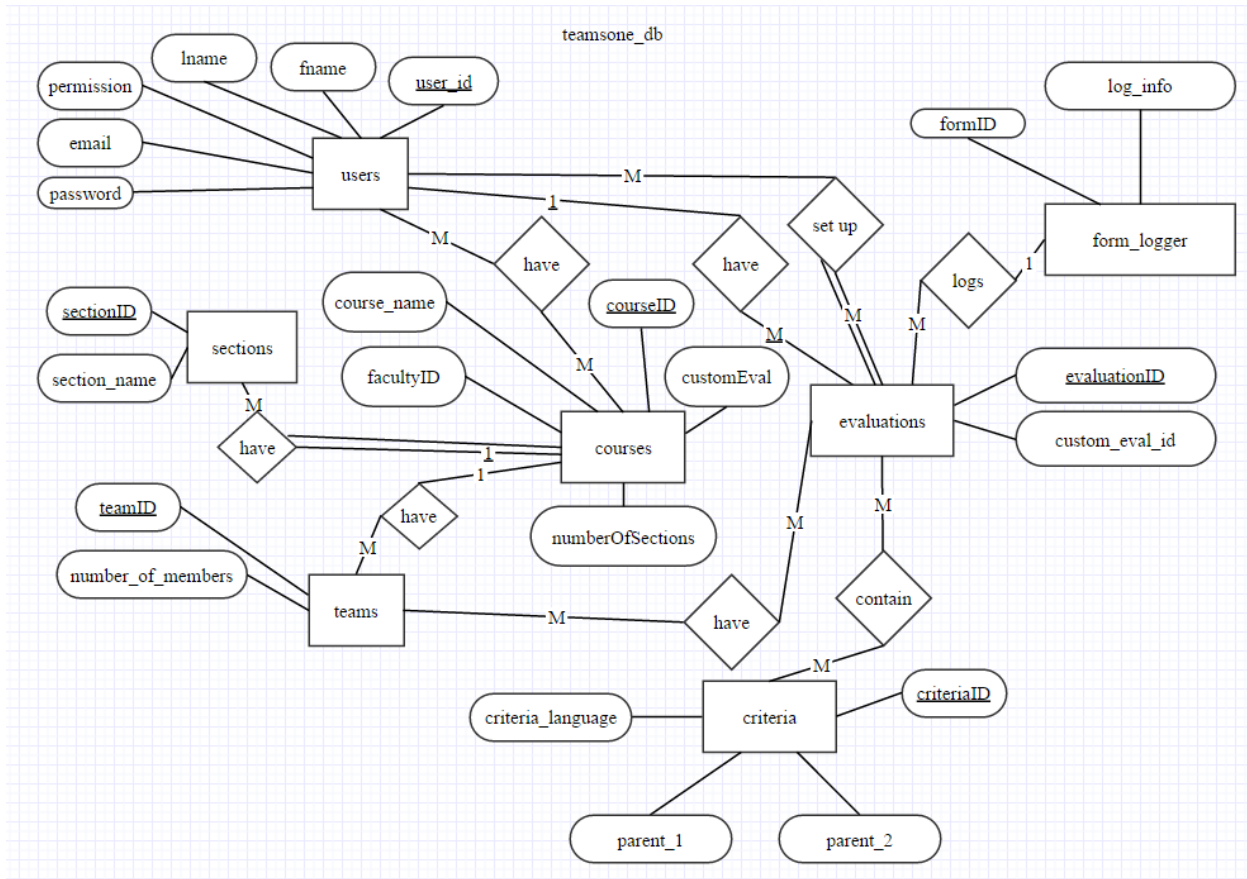 teamsone_db
lname
fname
user_id
permission
log_info
formID
email
users
M
password
1
set up
form_logger
M
have
have
logs
1
course_name
courseID
sectionID
M
M
sections
M
M
facultyID
customEval
evaluationID
section_name
M
evaluations
custom_eval_id
have
1
courses
1
teamID
have
M
M
numberOfSections
M
number_of_members
contain
teams
M
have
M
criteriaID
criteria_language
criteria
parent_1
parent_2